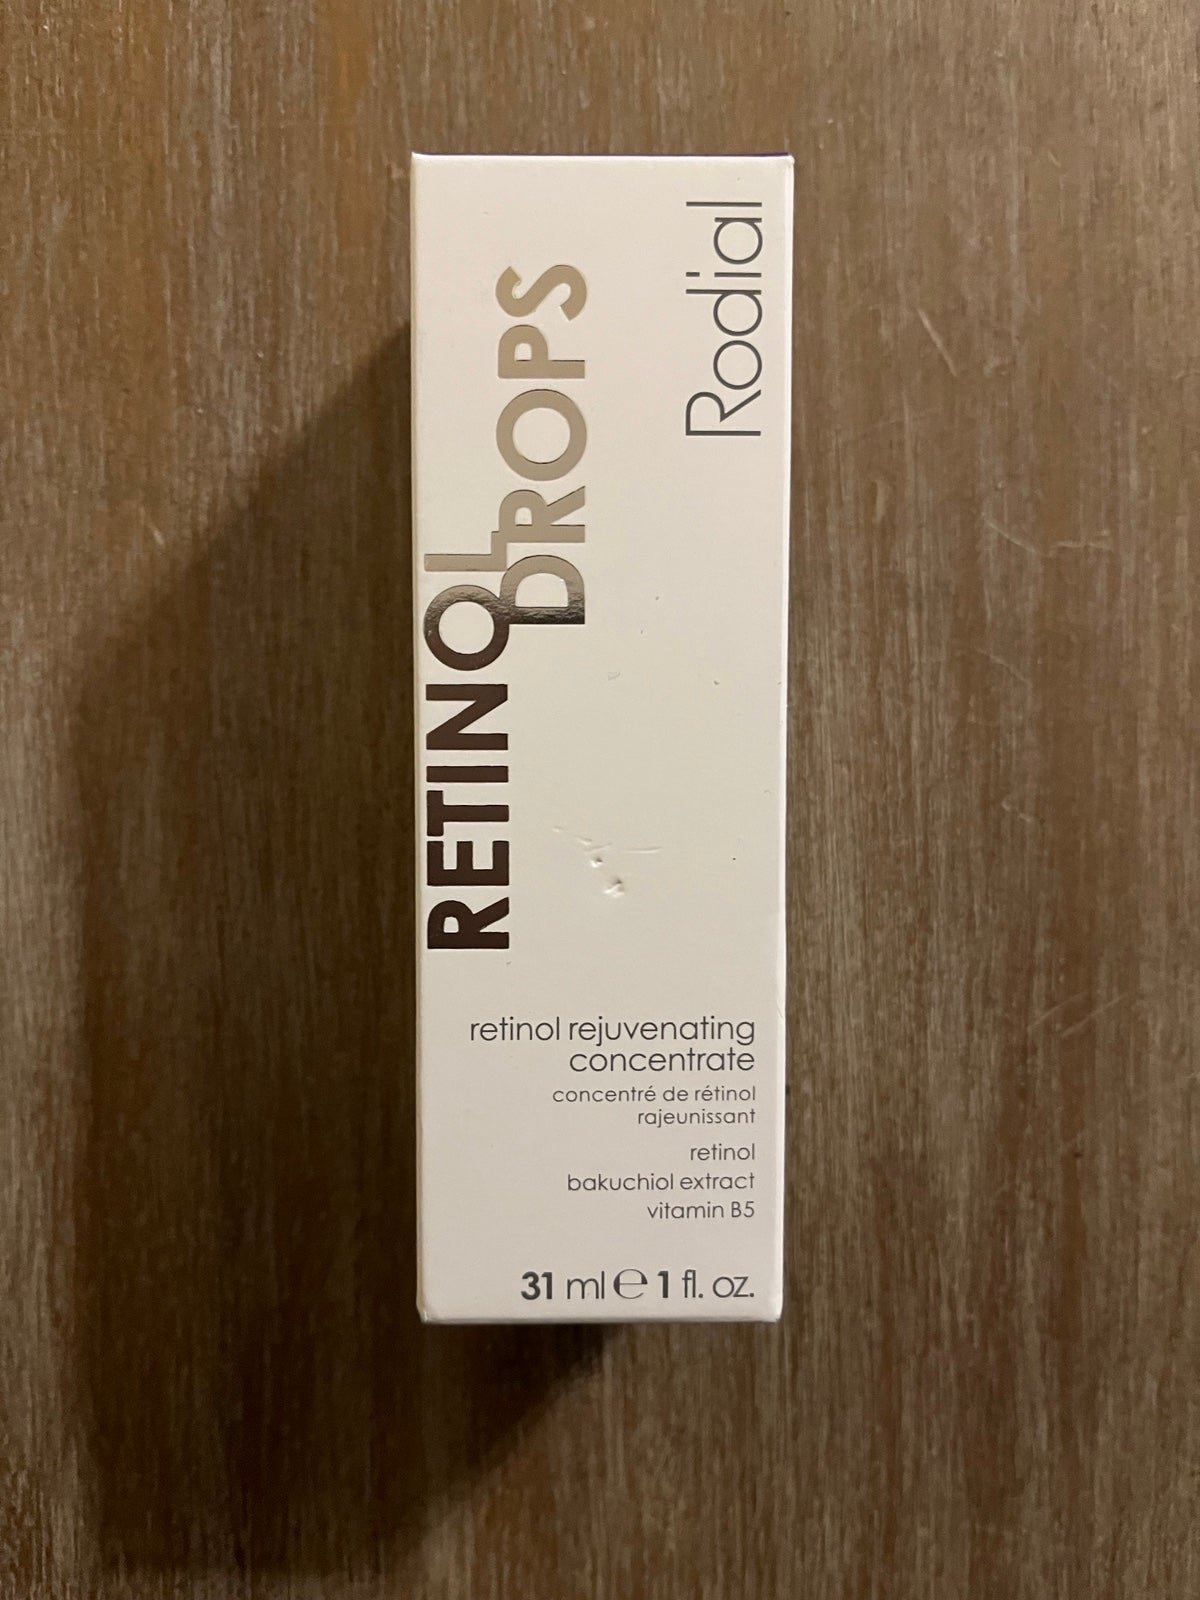 Rodial
RETINOL
DROPS
retinol rejuvenating
concentrate
concentré de rétinol
rajeunissant
retinol
bakuchiol extract
vitamin B5
31 ml ℮ 1 fl. oz.